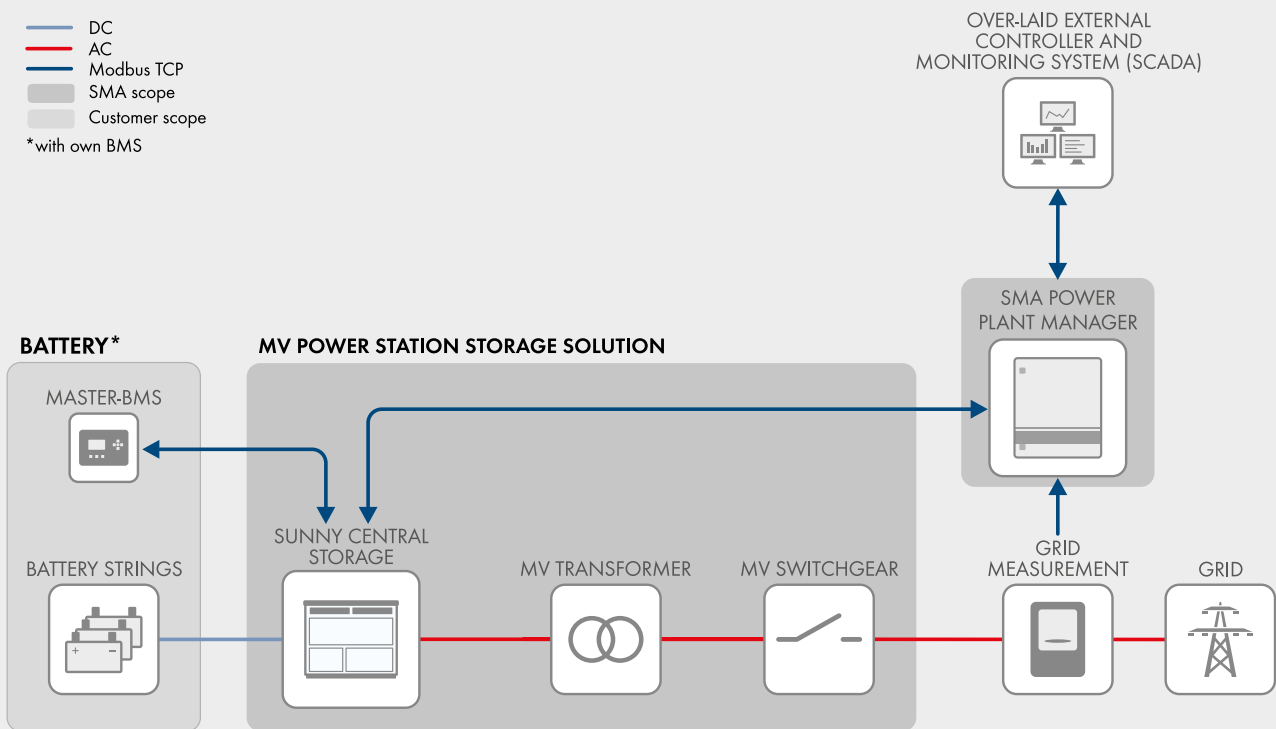 DC
AC
Modbus TCP
SMA scope
Customer scope
*with own BMS
OVER-LAID EXTERNAL
CONTROLLER AND
MONITORING SYSTEM (SCADA)
SMA POWER
PLANT MANAGER
BATTERY*
MV POWER STATION STORAGE SOLUTION
MASTER-BMS
SUNNY CENTRAL
STORAGE
BATTERY STRINGS
MV TRANSFORMER
MV SWITCHGEAR
GRID
MEASUREMENT
GRID
+ -